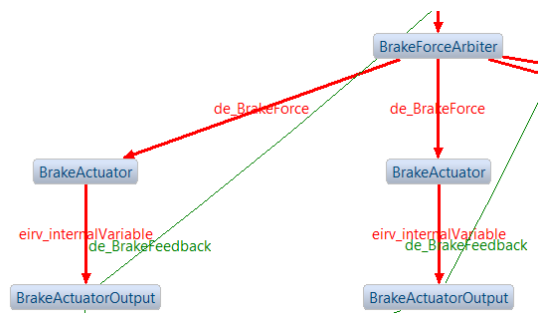 BrakeForceArbiter
de_BrakeForce
de_BrakeForce
BrakeActuator
BrakeActuator
eirv_internalVariable
eirv_internalVariable
de_BrakeFeedback
de_BrakeFeedback
BrakeActuatorOutput
BrakeActuatorOutput